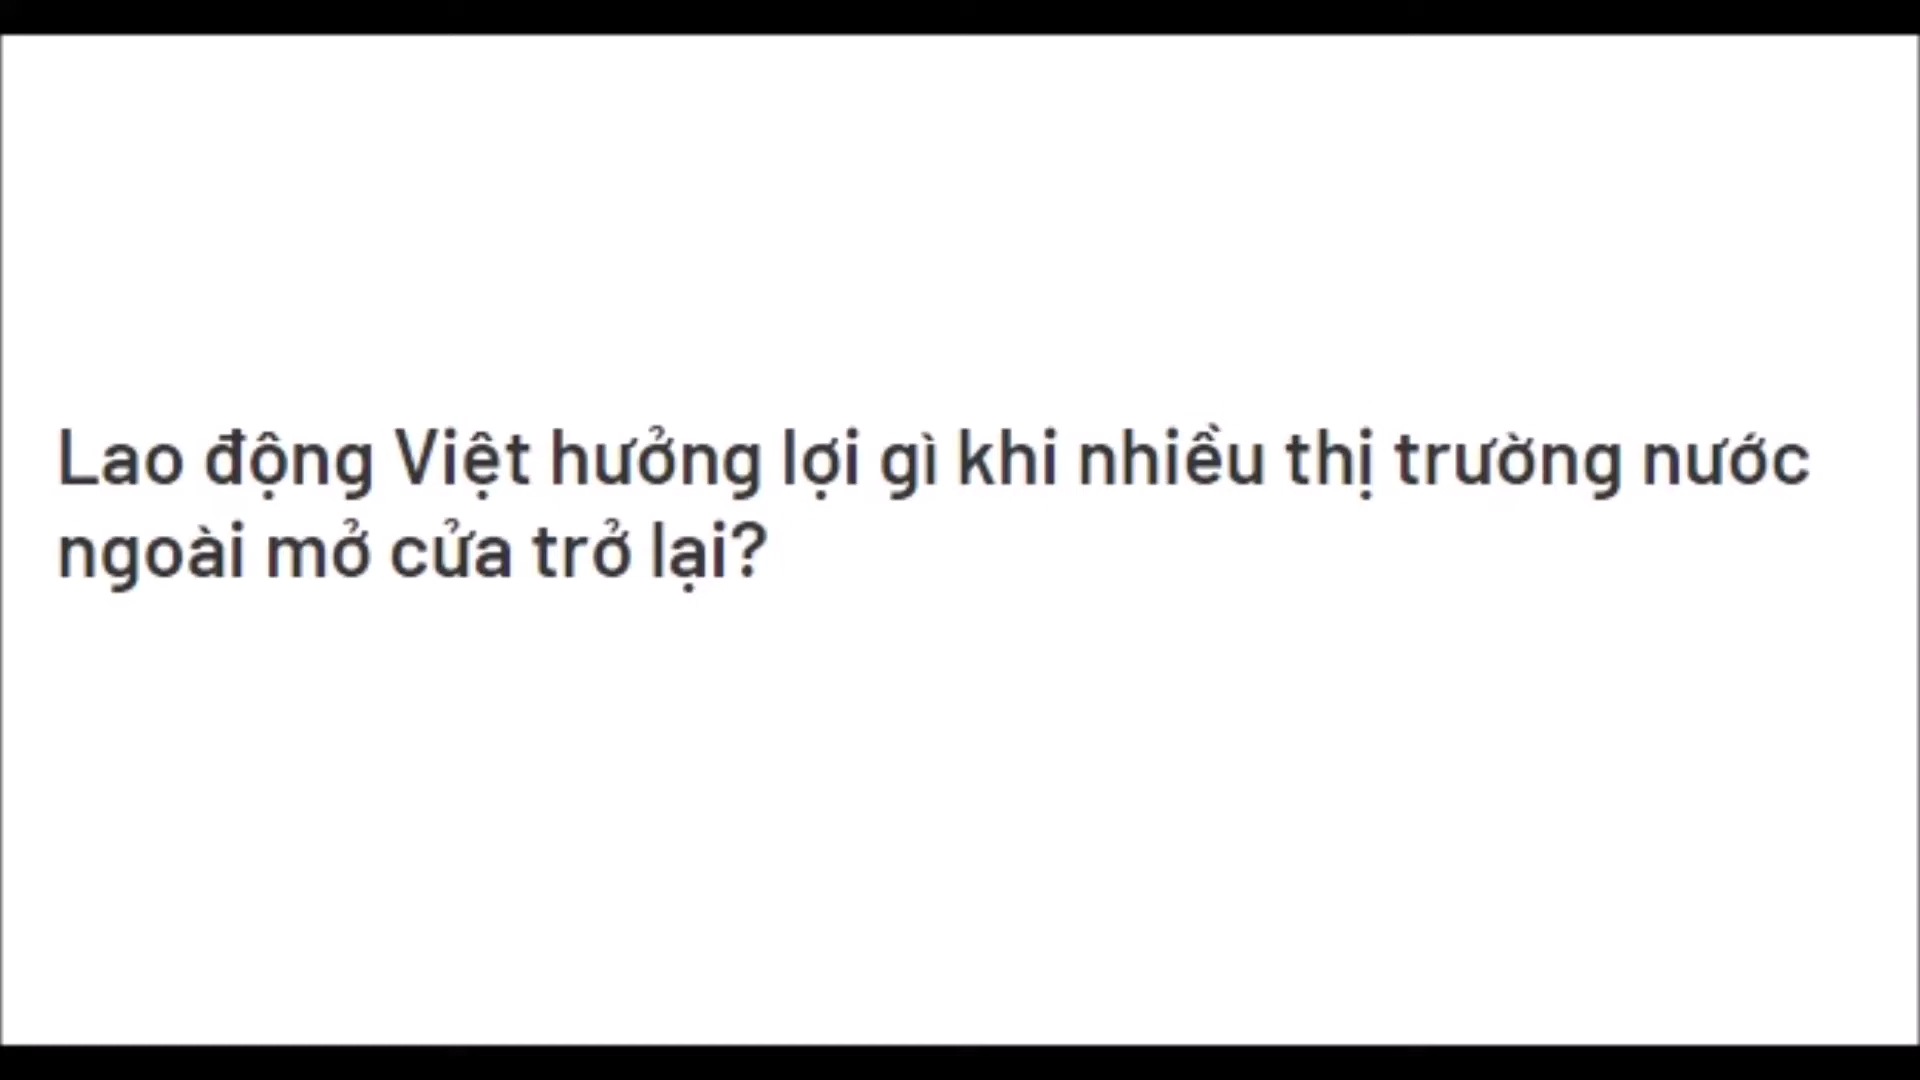 Lao động Việt hưởng lợi gì khi nhiều thị trường nước
ngoài mở cửa trở lại?